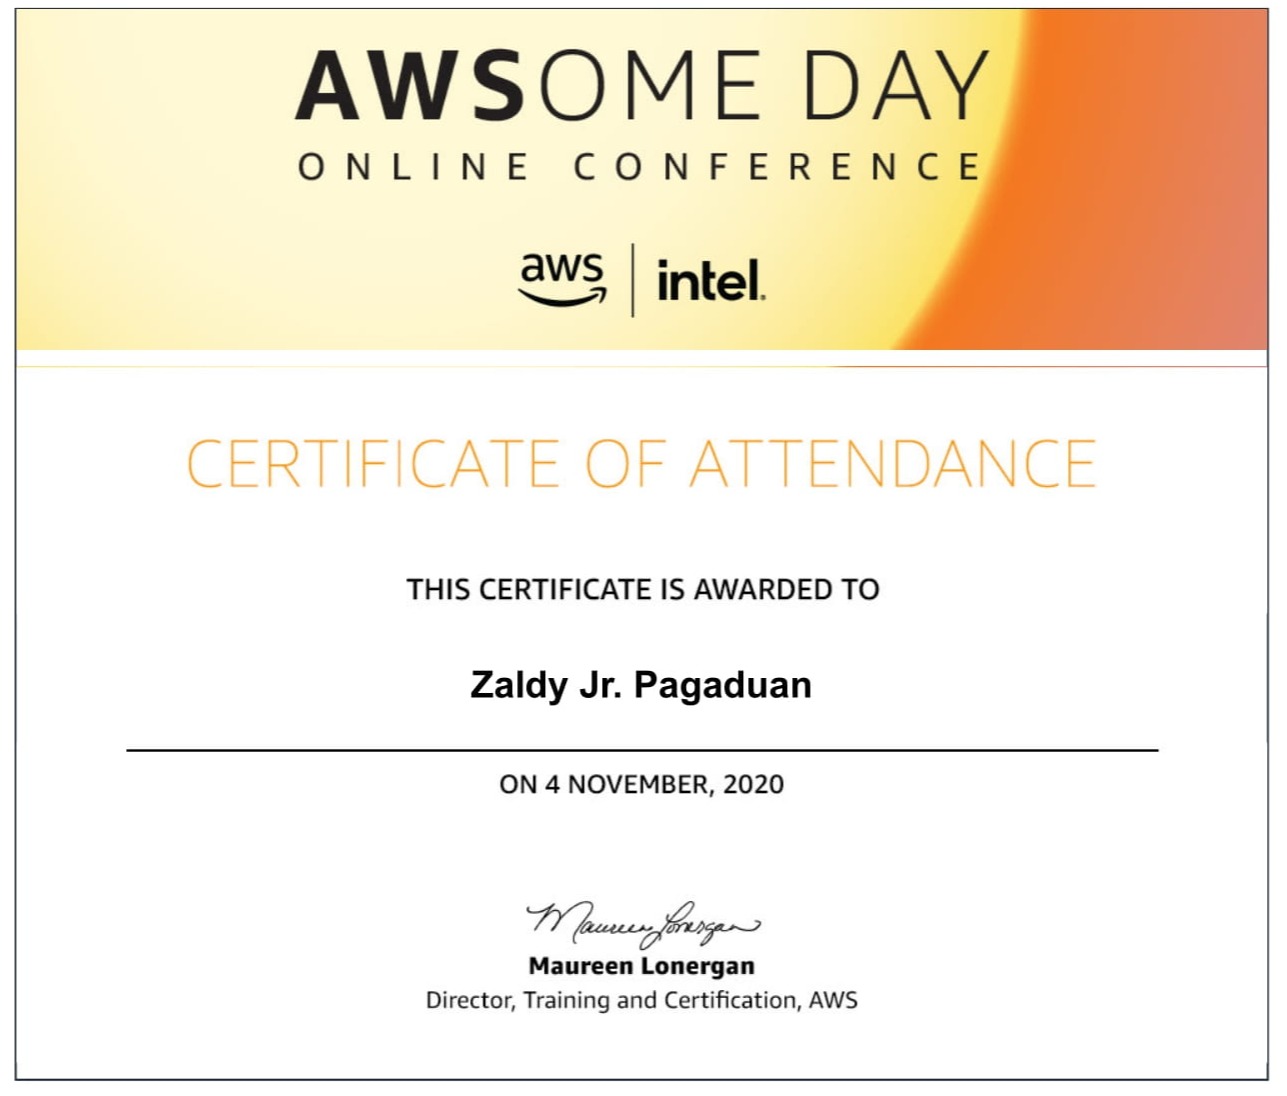 AWSOME DAY
ONLINE CONFERENCE
aws | intel.
CERTIFICATE OF ATTENDANCE
THIS CERTIFICATE IS AWARDED TO
Zaldy Jr. Pagaduan
ON 4 NOVEMBER, 2020
Maureen Lonergan
Maureen Lonergan
Director, Training and Certification, AWS